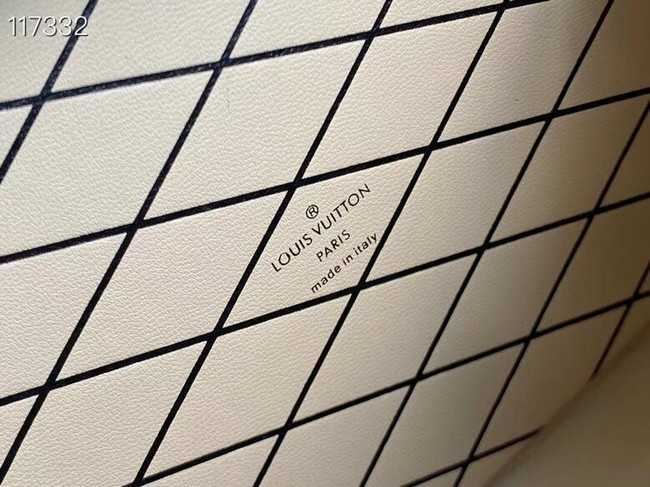 117332
®
LOUIS VUITTON
PARIS
made in italy